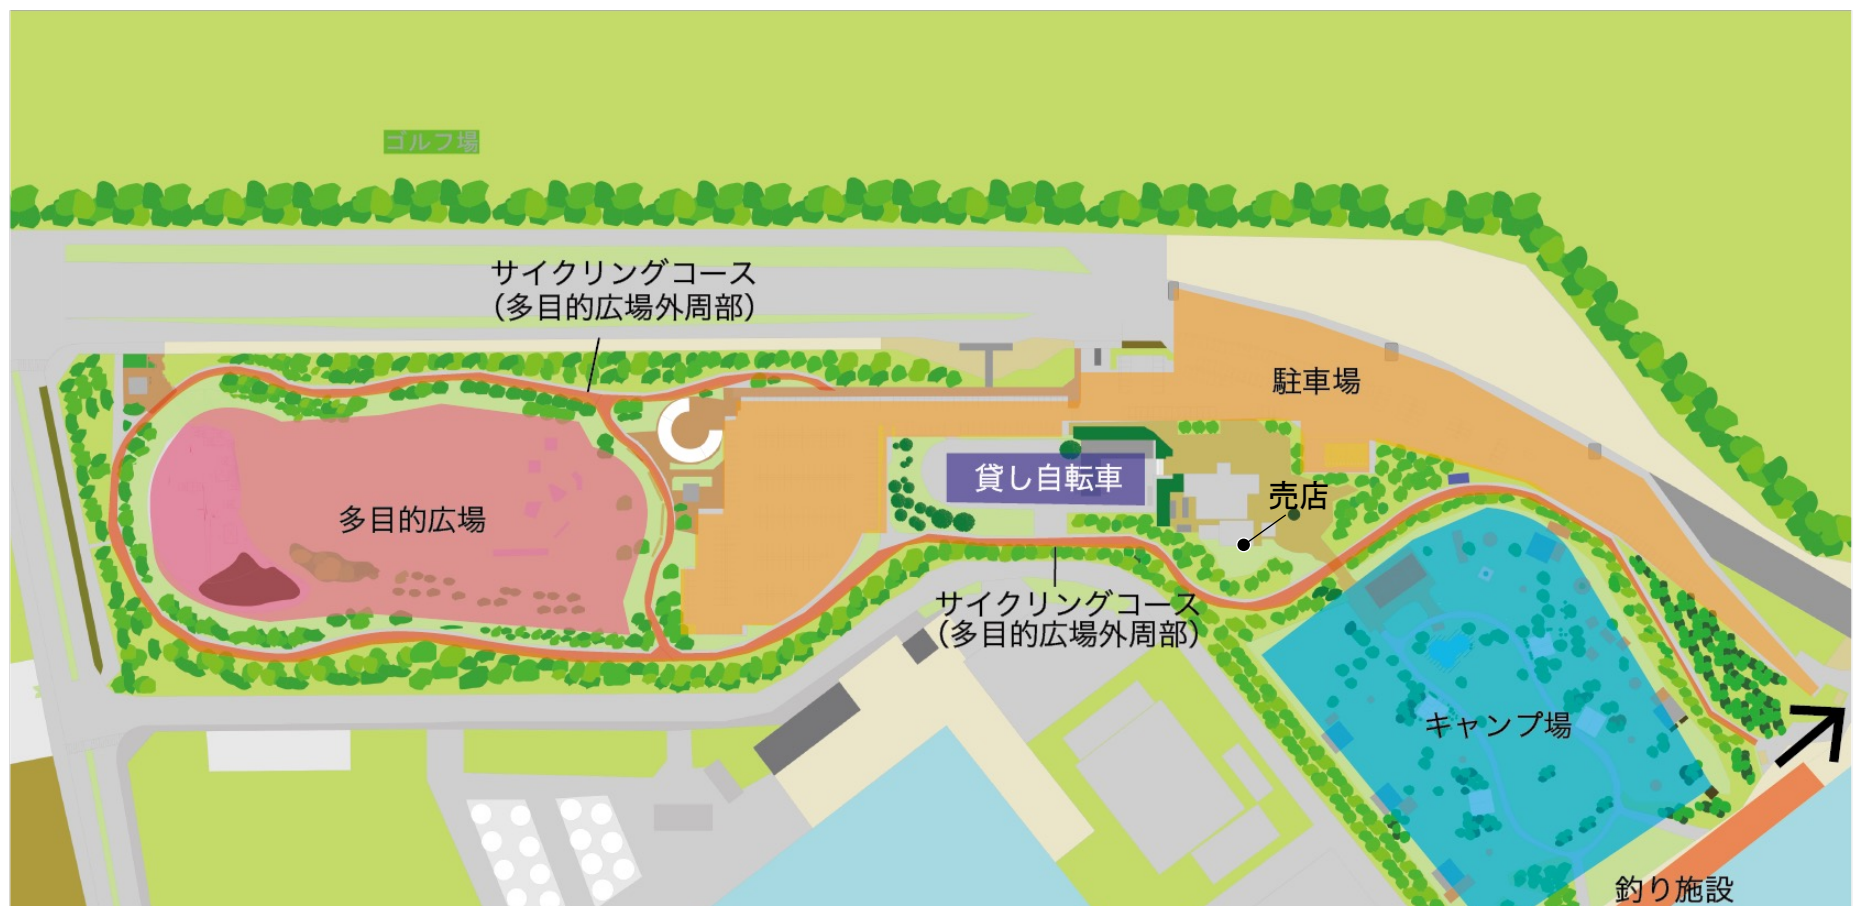 ゴルフ場
サイクリングコース
(多目的広場外周部)
駐車場
貸し自転車
売店
多目的広場
サイクリングコース
(多目的広場外周部)
キャンプ場
釣り施設